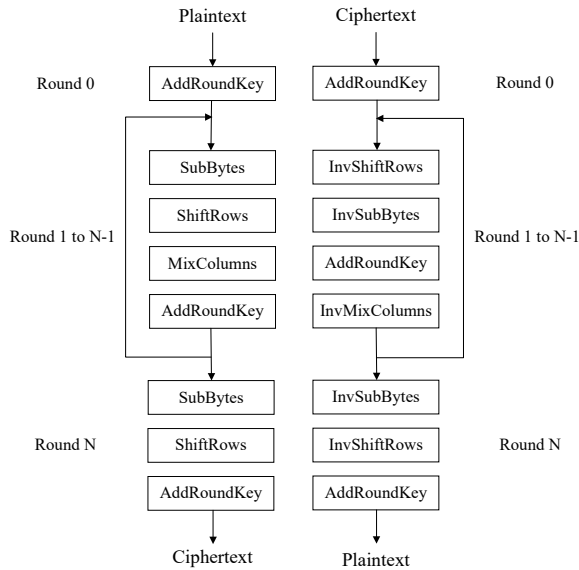 Plaintext
Ciphertext
Round 0
AddRoundKey
AddRoundKey
Round 0
SubBytes
InvShiftRows
ShiftRows
InvSubBytes
Round 1 to N-1
Round 1 to N-1
MixColumns
AddRoundKey
AddRoundKey
InvMixColumns
SubBytes
InvSubBytes
Round N
ShiftRows
InvShiftRows
Round N
AddRoundKey
AddRoundKey
Ciphertext
Plaintext